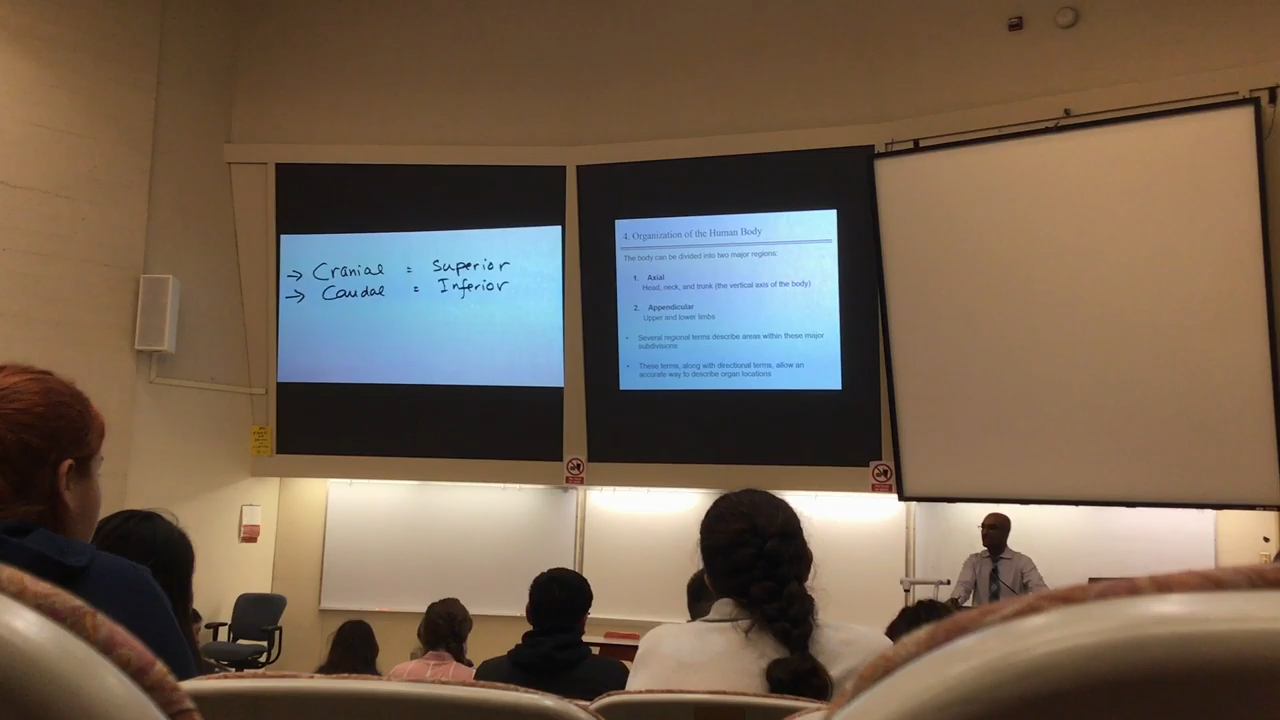 → Cranial = Superior
→ Caudal = Inferior
4. Organization of the Human Body
The body can be divided into two major regions:
1. Axial
Head, neck, and trunk (the vertical axis of the body)
2. Appendicular
Upper and lower limbs
• Several regional terms describe areas within these major
subdivisions
• These terms, along with directional terms, allow an
accurate way to describe organ locations